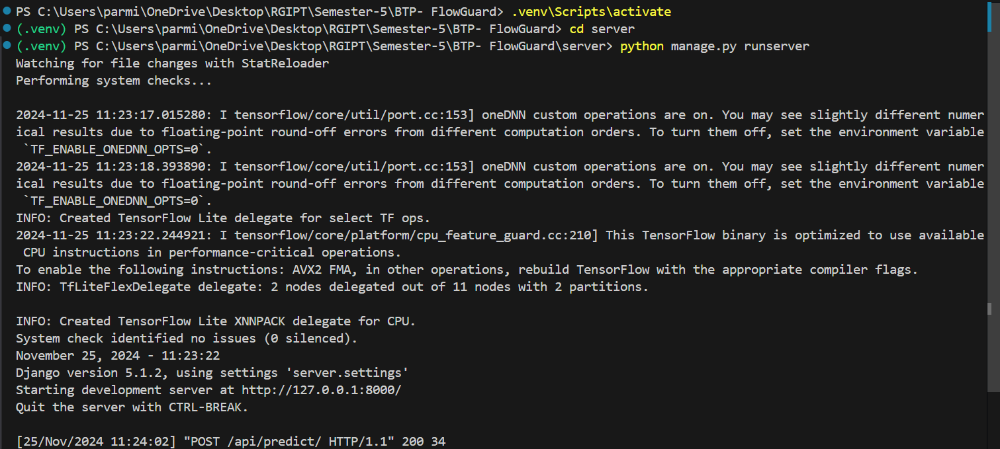 PS C:\Users\parmi\OneDrive\Desktop\RGIPT\Semester-5\BTP- FlowGuard> .venv\Scripts\activate
(.venv) PS C:\Users\parmi\OneDrive\Desktop\RGIPT\Semester-5\BTP- FlowGuard> cd server
(.venv) PS C:\Users\parmi\OneDrive\Desktop\RGIPT\Semester-5\BTP- FlowGuard\server> python manage.py runserver
Watching for file changes with StatReloader
Performing system checks...
2024-11-25 11:23:17.015280: I tensorflow/core/util/port.cc:153] oneDNN custom operations are on. You may see slightly different numer
ical results due to floating-point round-off errors from different computation orders. To turn them off, set the environment variable
`TF_ENABLE_ONEDNN_OPTS=0`.
2024-11-25 11:23:18.393890: I tensorflow/core/util/port.cc:153] oneDNN custom operations are on. You may see slightly different numer
ical results due to floating-point round-off errors from different computation orders. To turn them off, set the environment variable
`TF_ENABLE_ONEDNN_OPTS=0`.
INFO: Created TensorFlow Lite delegate for select TF ops.
2024-11-25 11:23:22.244921: I tensorflow/core/platform/cpu_feature_guard.cc:210] This TensorFlow binary is optimized to use available
CPU instructions in performance-critical operations.
To enable the following instructions: AVX2 FMA, in other operations, rebuild TensorFlow with the appropriate compiler flags.
INFO: TfLiteFlexDelegate delegate: 2 nodes delegated out of 11 nodes with 2 partitions.
INFO: Created TensorFlow Lite XNNPACK delegate for CPU.
System check identified no issues (0 silenced).
November 25, 2024 - 11:23:22
Django version 5.1.2, using settings 'server.settings'
Starting development server at http://127.0.0.1:8000/
Quit the server with CTRL-BREAK.
[25/Nov/2024 11:24:02] "POST /api/predict/ HTTP/1.1" 200 34